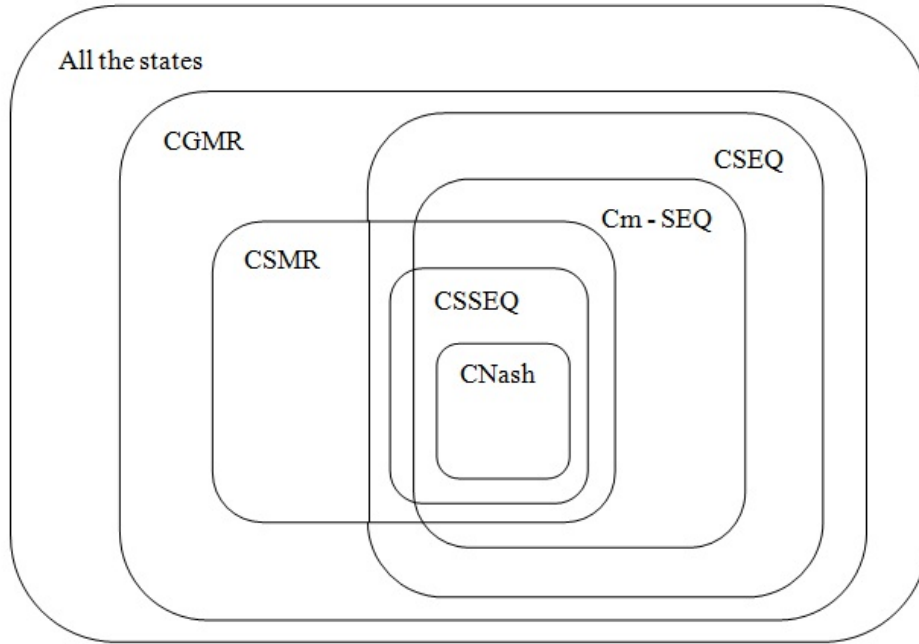 All the states
CGMR
CSEQ
Cm - SEQ
CSMR
CSSEQ
CNash